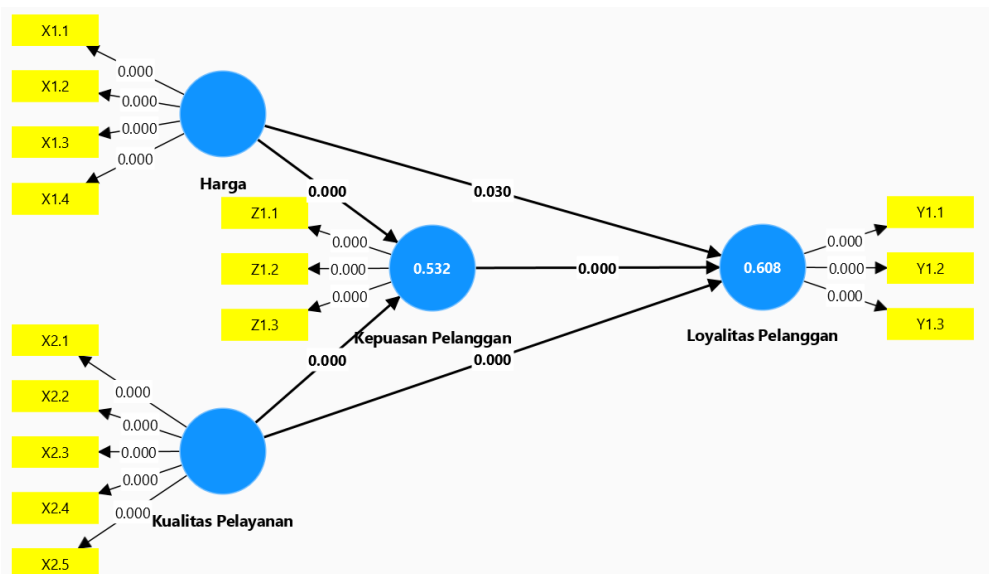 X1.1
0.000
X1.2
0.000
X1.3
0.000
X1.4
0.000
Harga
0.000
0.030
Z1.1
0.000
Z1.2
0.000
Z1.3
0.000
0.532
Kepuasan Pelanggan
0.000
0.608
Loyalitas Pelanggan
Y1.1
0.000
Y1.2
0.000
Y1.3
0.000
X2.1
0.000
X2.2
0.000
X2.3
0.000
X2.4
0.000
X2.5
0.000
Kualitas Pelayanan
0.000
0.000